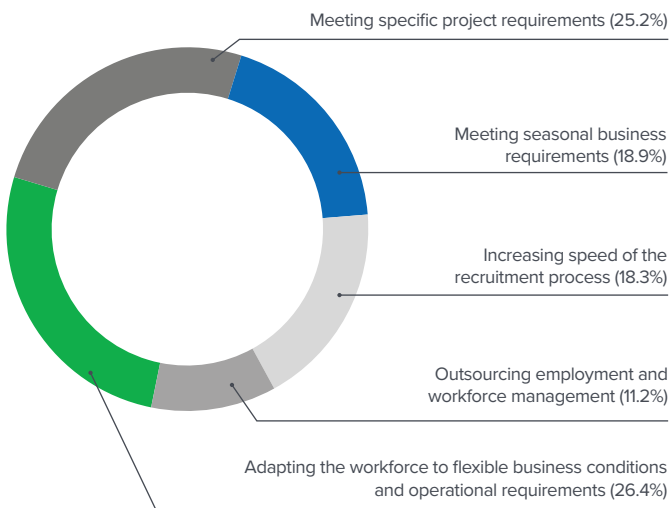 Meeting specific project requirements (25.2%)
Meeting seasonal business
requirements (18.9%)
Increasing speed of the
recruitment process (18.3%)
Outsourcing employment and
workforce management (11.2%)
Adapting the workforce to flexible business conditions
and operational requirements (26.4%)